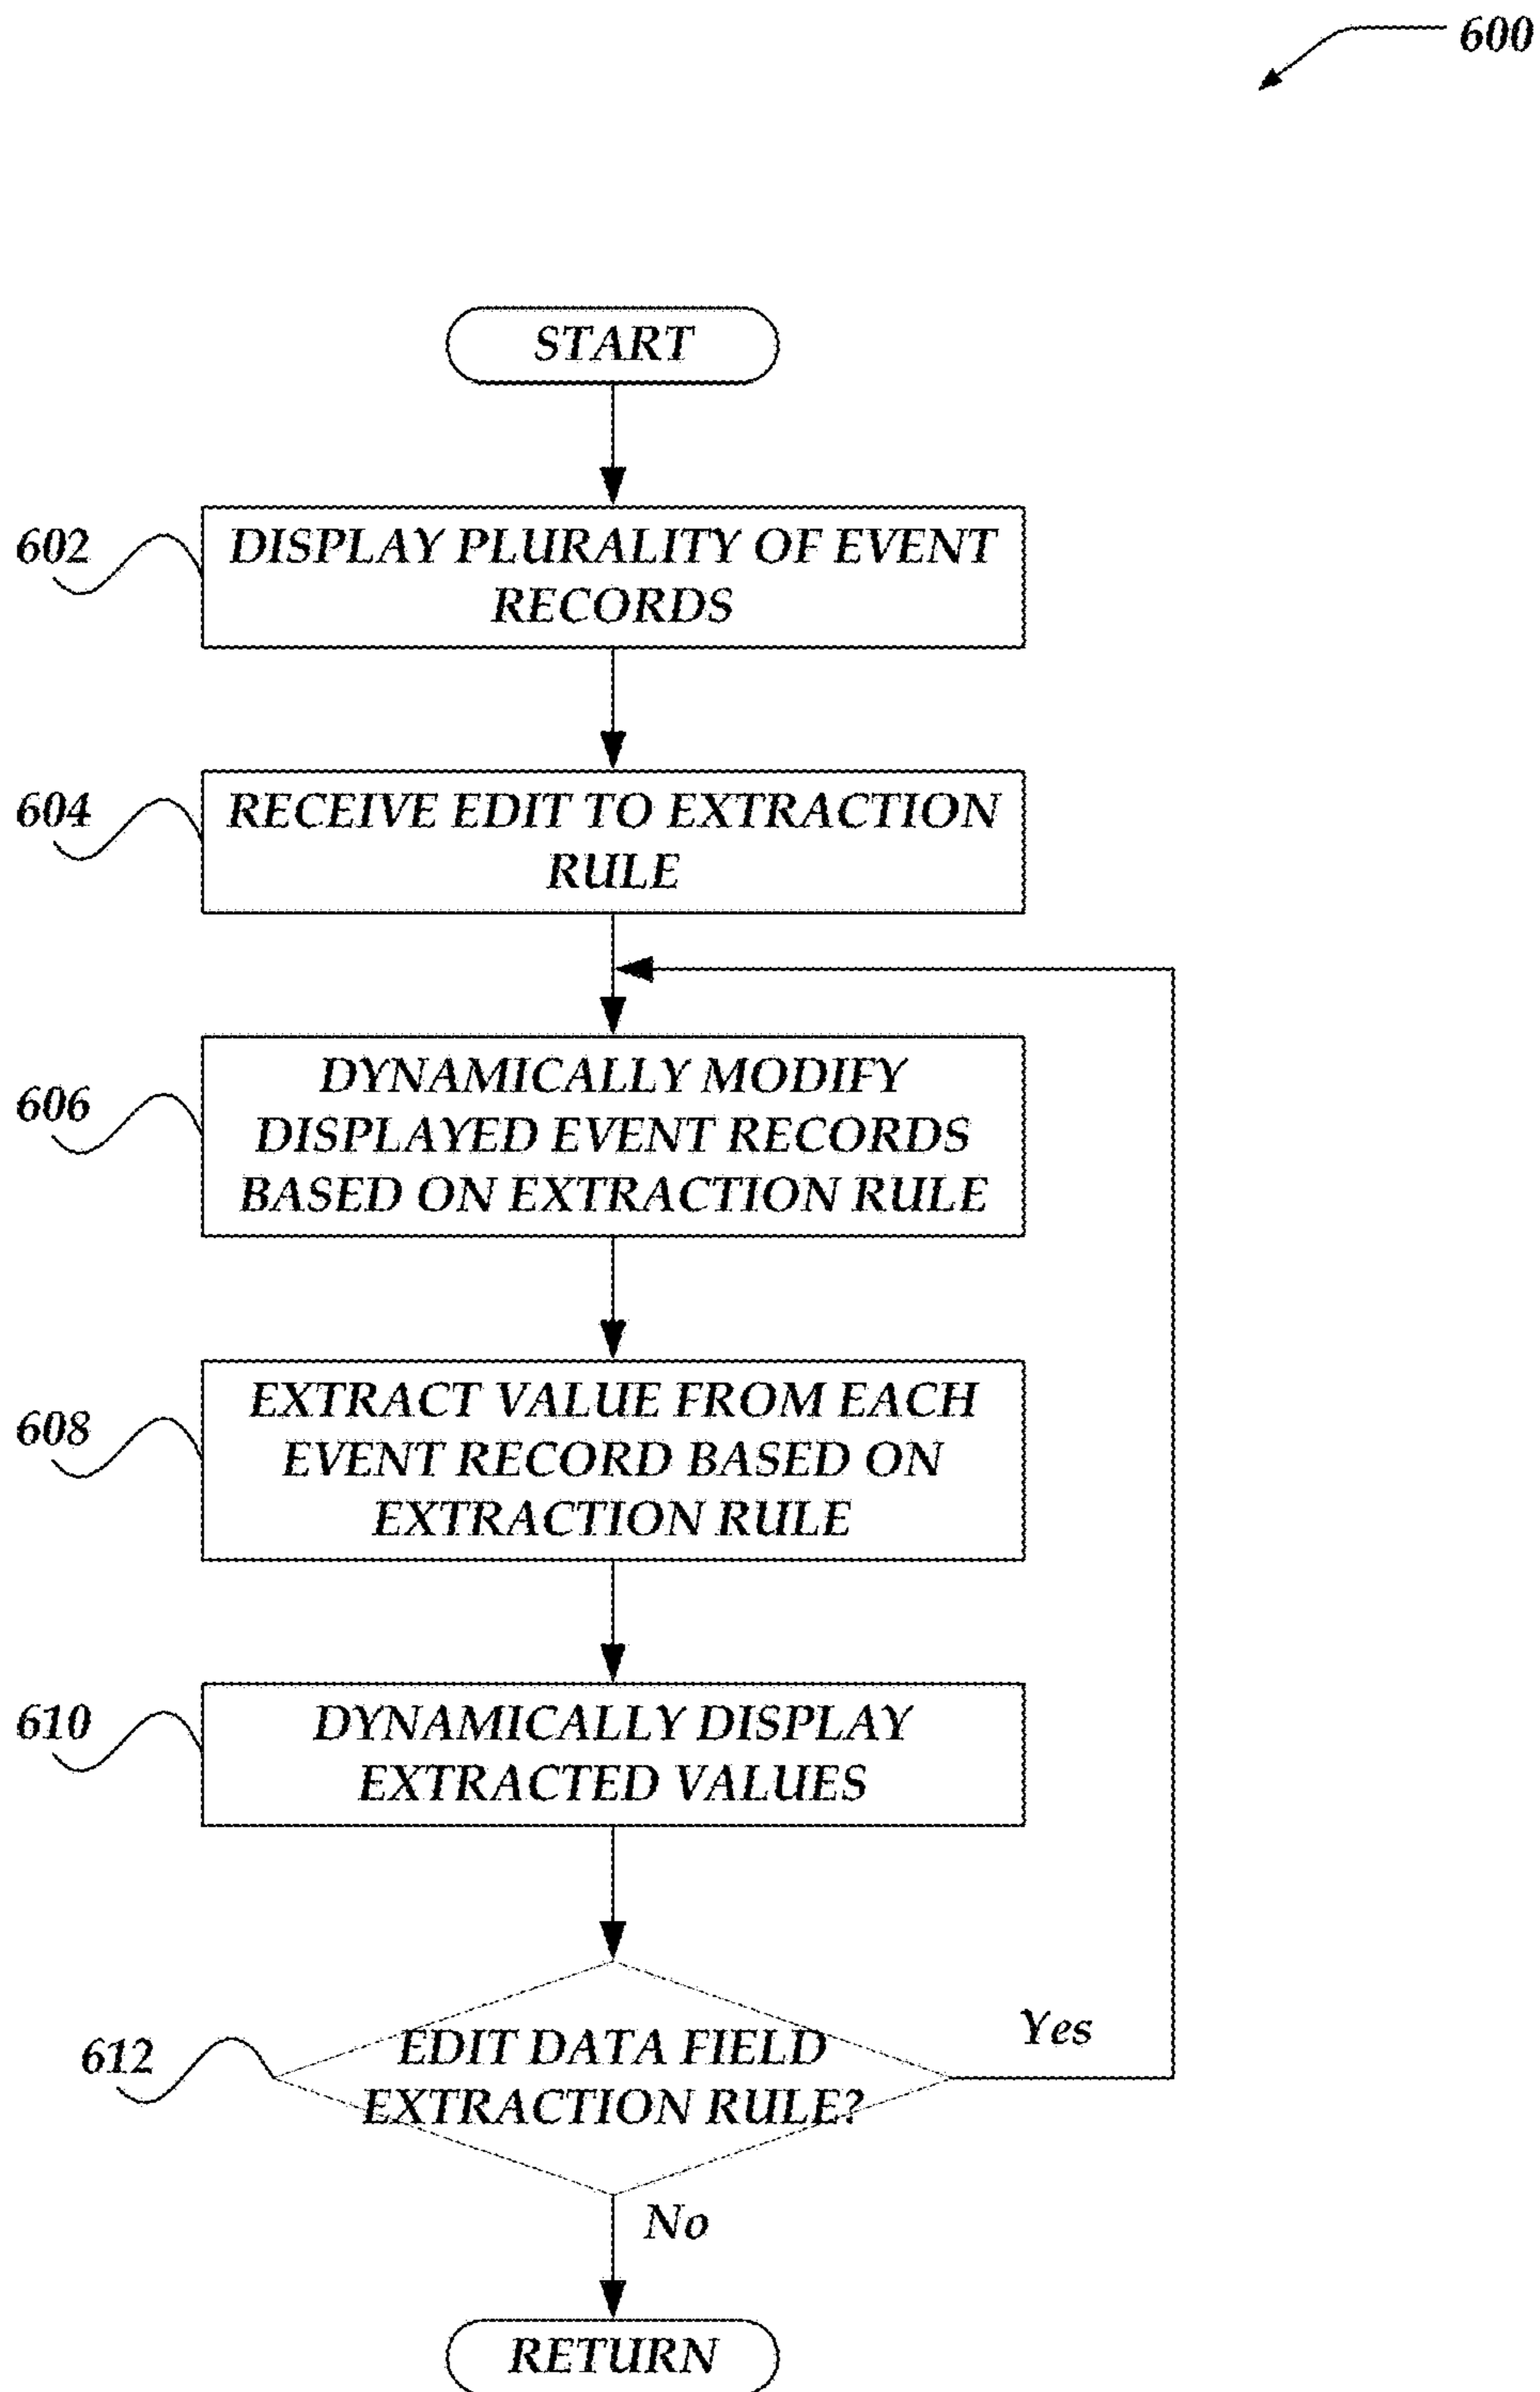 600
START
602
DISPLAY PLURALITY OF EVENT
RECORDS
604
RECEIVE EDIT TO EXTRACTION
RULE
606
DYNAMICALLY MODIFY
DISPLAYED EVENT RECORDS
BASED ON EXTRACTION RULE
608
EXTRACT VALUE FROM EACH
EVENT RECORD BASED ON
EXTRACTION RULE
610
DYNAMICALLY DISPLAY
EXTRACTED VALUES
612
EDIT DATA FIELD
EXTRACTION RULE?
Yes
No
RETURN